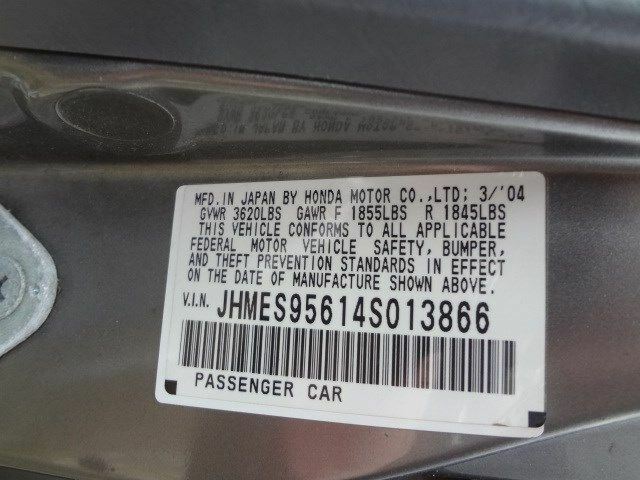 MFD.IN JAPAN BY HONDA MOTOR CO.,LTD; 3/'04
GVWR 3620LBS GAWR F 1855LBS R 1845LBS
THIS VEHICLE CONFORMS TO ALL APPLICABLE
FEDERAL MOTOR VEHICLE SAFETY, BUMPER,
AND THEFT PREVENTION STANDARDS IN EFFECT
ON THE DATE OF MANUFACTURE SHOWN ABOVE.
V.I.N. JHMES95614S013866
PASSENGER CAR